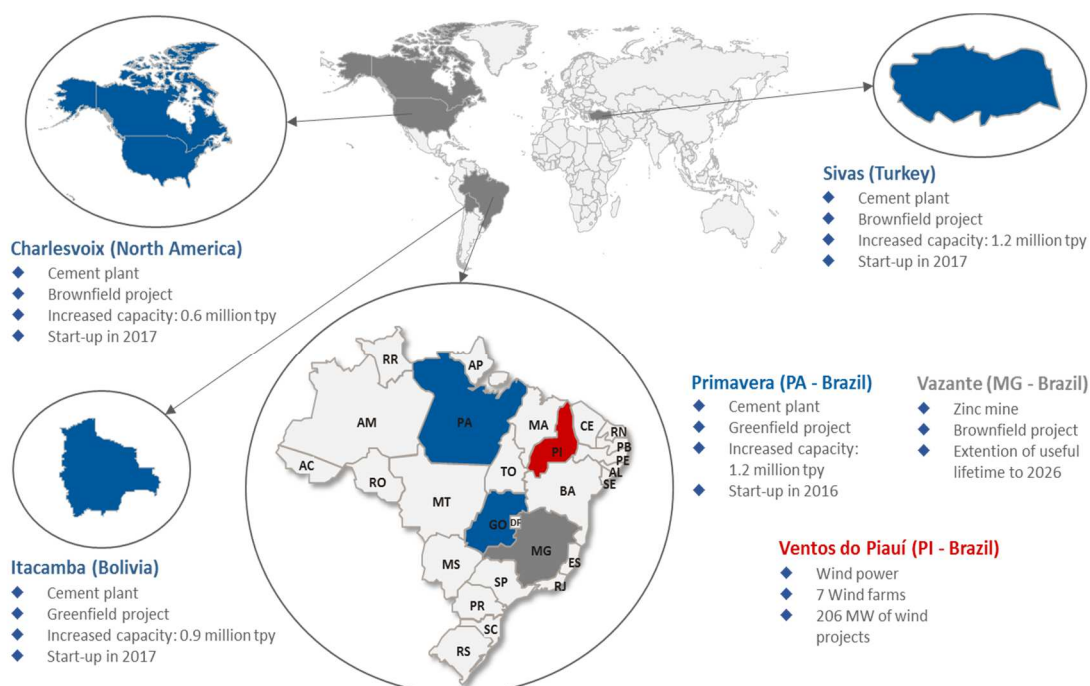 Charlesvoix (North America)
Cement plant
Brownfield project
Increased capacity: 0.6 million tpy
Start-up in 2017
Sivas (Turkey)
Cement plant
Brownfield project
Increased capacity: 1.2 million tpy
Start-up in 2017
Itacamba (Bolivia)
Cement plant
Greenfield project
Increased capacity: 0.9 million tpy
Start-up in 2017
RR
AP
AM
PA
MA
CE
RN
PB
PE
AL
SE
PI
AC
RO
TO
MT
BA
GO
DF
MG
MS
ES
SP
RJ
PR
SC
RS
Primavera (PA - Brazil)
Cement plant
Greenfield project
Increased capacity:
1.2 million tpy
Start-up in 2016
Vazante (MG - Brazil)
Zinc mine
Brownfield project
Extention of useful
lifetime to 2026
Ventos do Piauí (PI - Brazil)
Wind power
7 Wind farms
206 MW of wind
projects